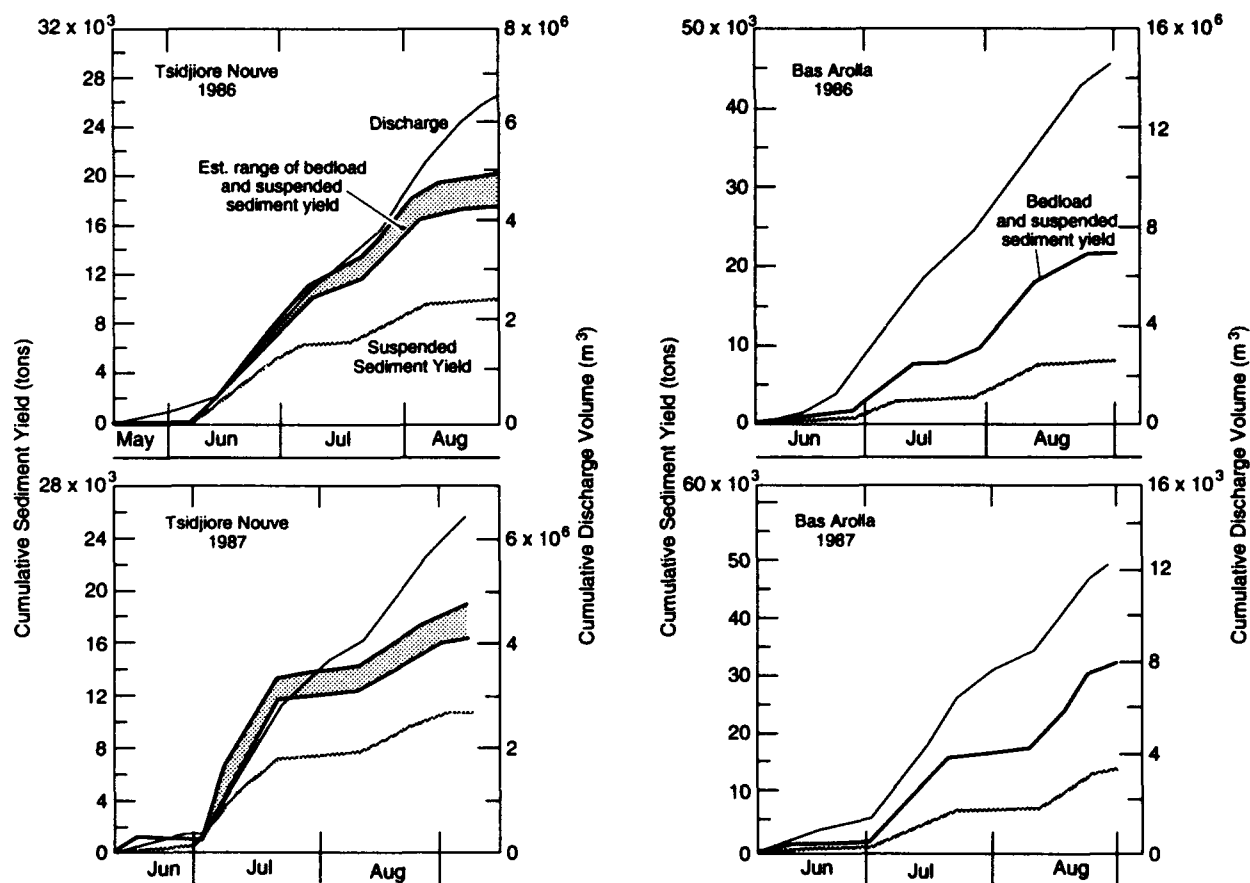 32 x 10³
28
24
20
16
12
8
4
0
Tsidjiore Nouve
1986
Discharge
Est. range of bedload
and suspended
sediment yield
Suspended
Sediment Yield
8 x 10⁶
6
4
2
0
May
Jun
Jul
Aug
50 x 10³
40
30
20
10
0
Bas Arolla
1986
Bedload
and suspended
sediment yield
16 x 10⁶
12
8
4
0
Jun
Jul
Aug
Cumulative Sediment Yield (tons)
Cumulative Discharge Volume (m³)
Cumulative Sediment Yield (tons)
Cumulative Discharge Volume (m³)
28 x 10³
24
20
16
12
8
4
0
Tsidjiore Nouve
1987
6 x 10⁶
4
2
0
Jun
Jul
Aug
60 x 10³
50
40
30
20
10
0
Bas Arolla
1987
16 x 10³
12
8
4
0
Jun
Jul
Aug